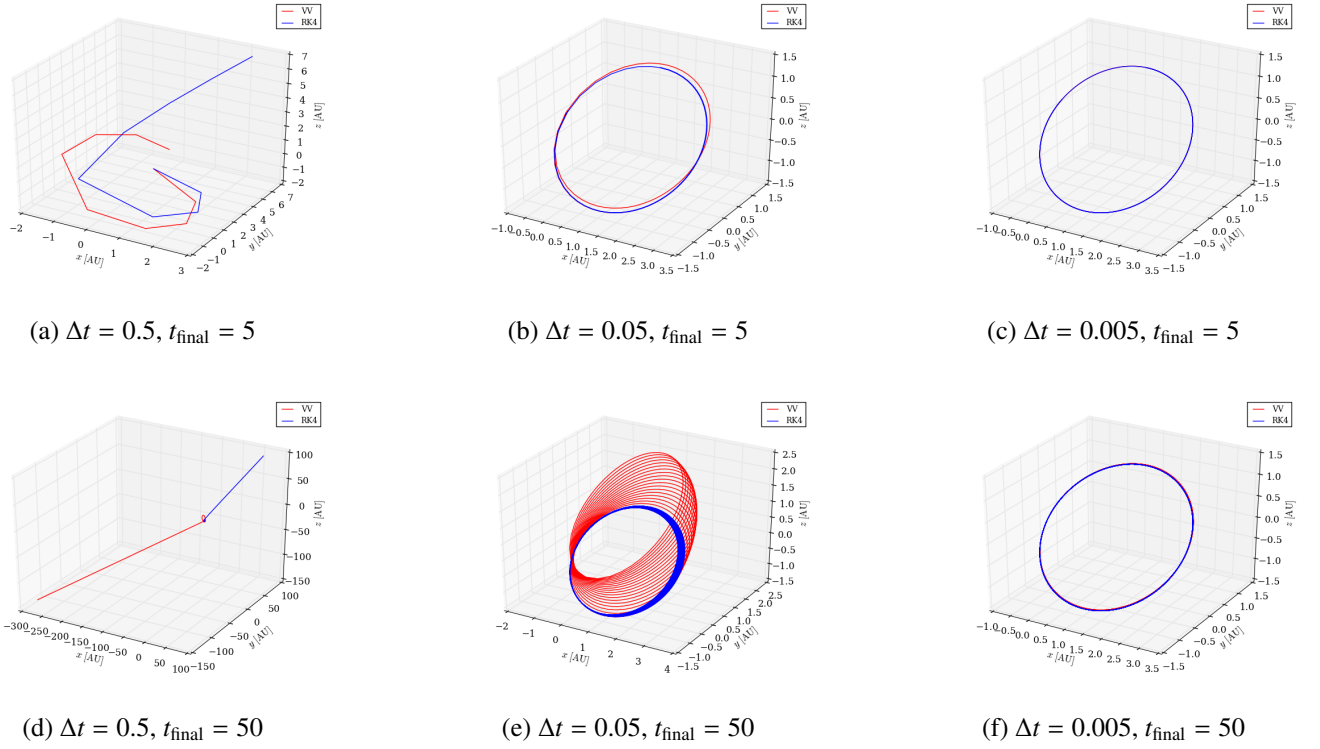 VV
RK4
7
6
5
4
3
2
1
0
−1
−2
z [AU]
−2 −1 0 1 2 3
x [AU]
−2 −1 0 1 2 3 4 5 6 7
y [AU]
(a) Δt = 0.5, t_final = 5
VV
RK4
1.5
1.0
0.5
0.0
−0.5
−1.0
−1.5
z [AU]
−1.0 −0.5 0.0 0.5 1.0 1.5 2.0 2.5 3.0 3.5
x [AU]
−1.5 −1.0 −0.5 0.0 0.5 1.0 1.5
y [AU]
(b) Δt = 0.05, t_final = 5
VV
RK4
1.5
1.0
0.5
0.0
−0.5
−1.0
−1.5
z [AU]
−1.0 −0.5 0.0 0.5 1.0 1.5 2.0 2.5 3.0 3.5
x [AU]
−1.5 −1.0 −0.5 0.0 0.5 1.0 1.5
y [AU]
(c) Δt = 0.005, t_final = 5
VV
RK4
100
50
0
−50
−100
−150
z [AU]
−300 −250 −200 −150 −100 −50 0 50 100
x [AU]
−150 −100 −50 0 50 100
y [AU]
(d) Δt = 0.5, t_final = 50
VV
RK4
2.5
2.0
1.5
1.0
0.5
0.0
−0.5
−1.0
−1.5
z [AU]
−2 −1 0 1 2 3 4
x [AU]
−1.5 −1.0 −0.5 0.0 0.5 1.0 1.5 2.0 2.5
y [AU]
(e) Δt = 0.05, t_final = 50
VV
RK4
1.5
1.0
0.5
0.0
−0.5
−1.0
−1.5
z [AU]
−1.0 −0.5 0.0 0.5 1.0 1.5 2.0 2.5 3.0 3.5
x [AU]
−1.5 −1.0 −0.5 0.0 0.5 1.0 1.5
y [AU]
(f) Δt = 0.005, t_final = 50